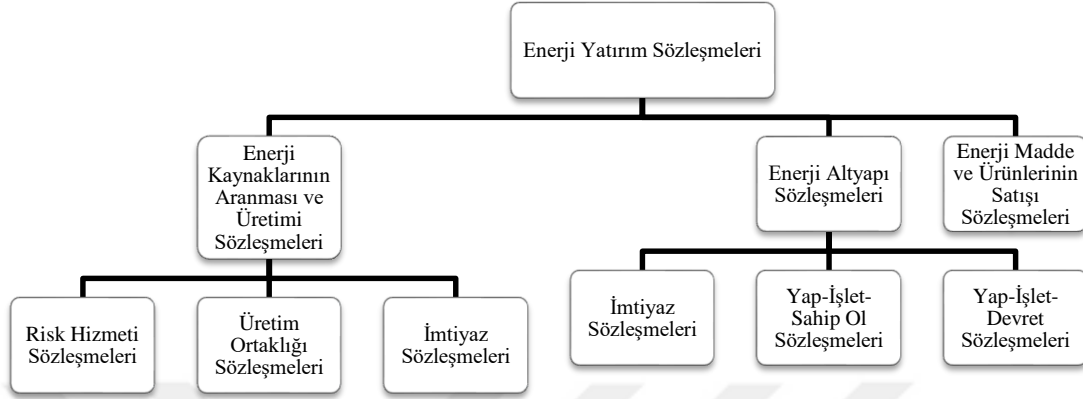 Enerji Yatırım Sözleşmeleri
Enerji
Kaynaklarının
Aranması ve
Üretimi
Sözleşmeleri
Enerji Altyapı
Sözleşmeleri
Enerji Madde
ve Ürünlerinin
Satışı
Sözleşmeleri
Risk Hizmeti
Sözleşmeleri
Üretim
Ortaklığı
Sözleşmeleri
İmtiyaz
Sözleşmeleri
İmtiyaz
Sözleşmeleri
Yap-İşlet-
Sahip Ol
Sözleşmeleri
Yap-İşlet-
Devret
Sözleşmeleri